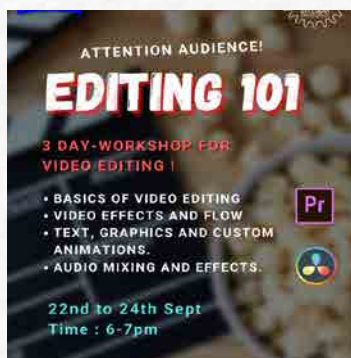 ATTENTION AUDIENCE!
EDITING 101
3 DAY-WORKSHOP FOR
VIDEO EDITING !
• BASICS OF VIDEO EDITING
• VIDEO EFFECTS AND FLOW
• TEXT, GRAPHICS AND CUSTOM
ANIMATIONS.
• AUDIO MIXING AND EFFECTS.
Pr
22nd to 24th Sept
Time : 6-7pm